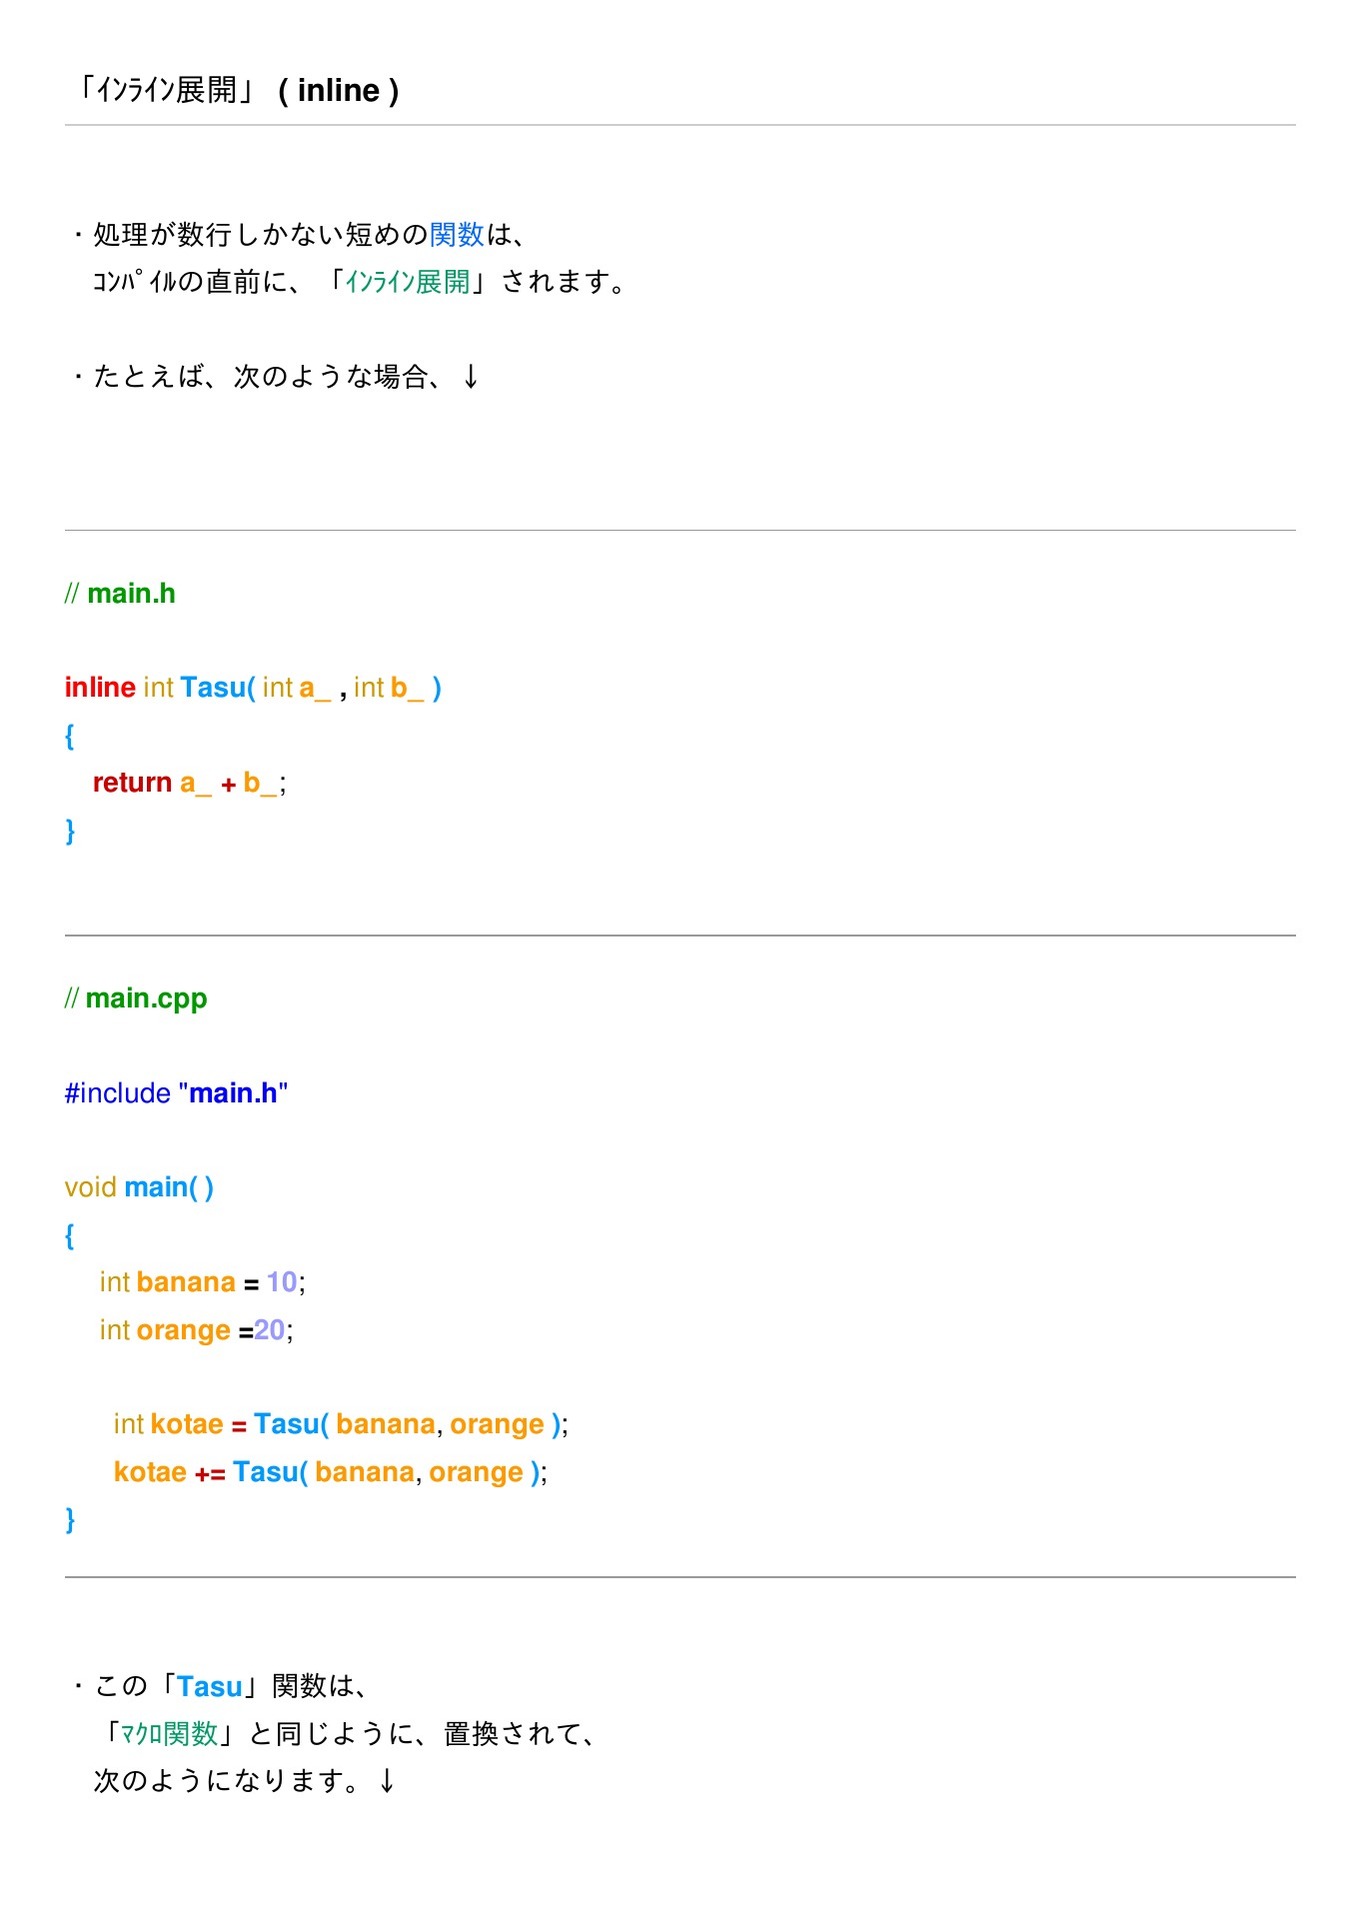 「ｲﾝﾗｲﾝ展開」 ( inline )
・処理が数行しかない短めの関数は、
ｺﾝﾊﾟｲﾙの直前に、「ｲﾝﾗｲﾝ展開」されます。
・たとえば、次のような場合、↓
// main.h
inline int Tasu( int a_ , int b_ )
{
return a_ + b_;
}
// main.cpp
#include "main.h"
void main( )
{
int banana = 10;
int orange =20;
int kotae = Tasu( banana, orange );
kotae += Tasu( banana, orange );
}
・この「Tasu」関数は、
「ﾏｸﾛ関数」と同じように、置換されて、
次のようになります。↓